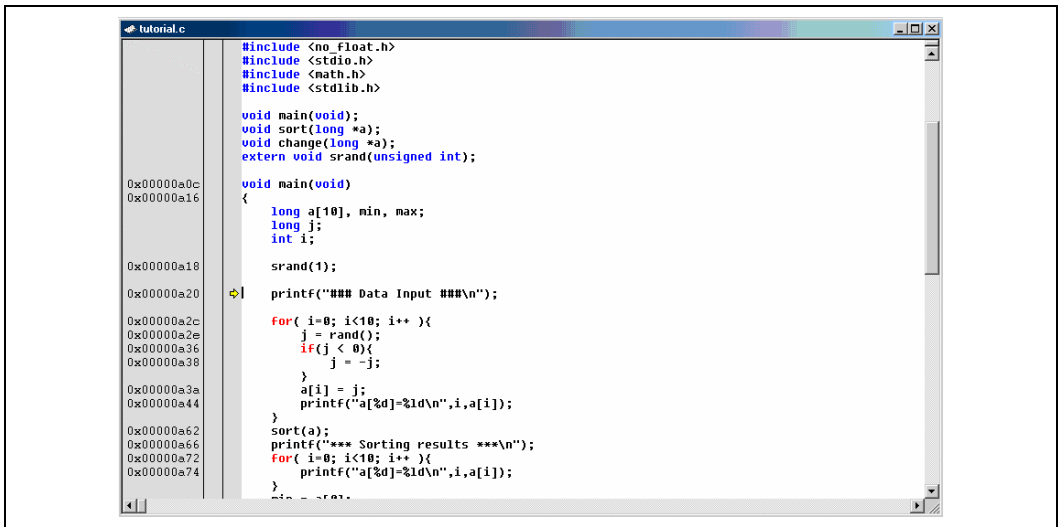 tutorial.c
#include <no_float.h>
#include <stdio.h>
#include <math.h>
#include <stdlib.h>
void main(void);
void sort(long *a);
void change(long *a);
extern void srand(unsigned int);
0x00000a0c void main(void)
0x00000a16 {
long a[10], min, max;
long j;
int i;
0x00000a18 srand(1);
0x00000a20 printf("### Data Input ###\n");
0x00000a2c for( i=0; i<10; i++ ){
0x00000a2e j = rand();
0x00000a36 if(j < 0){
0x00000a38 j = -j;
}
0x00000a3a a[i] = j;
0x00000a44 printf("a[%d]=%ld\n",i,a[i]);
}
0x00000a62 sort(a);
0x00000a66 printf("*** Sorting results ***\n");
0x00000a72 for( i=0; i<10; i++ ){
0x00000a74 printf("a[%d]=%ld\n",i,a[i]);
}
min = a[0];